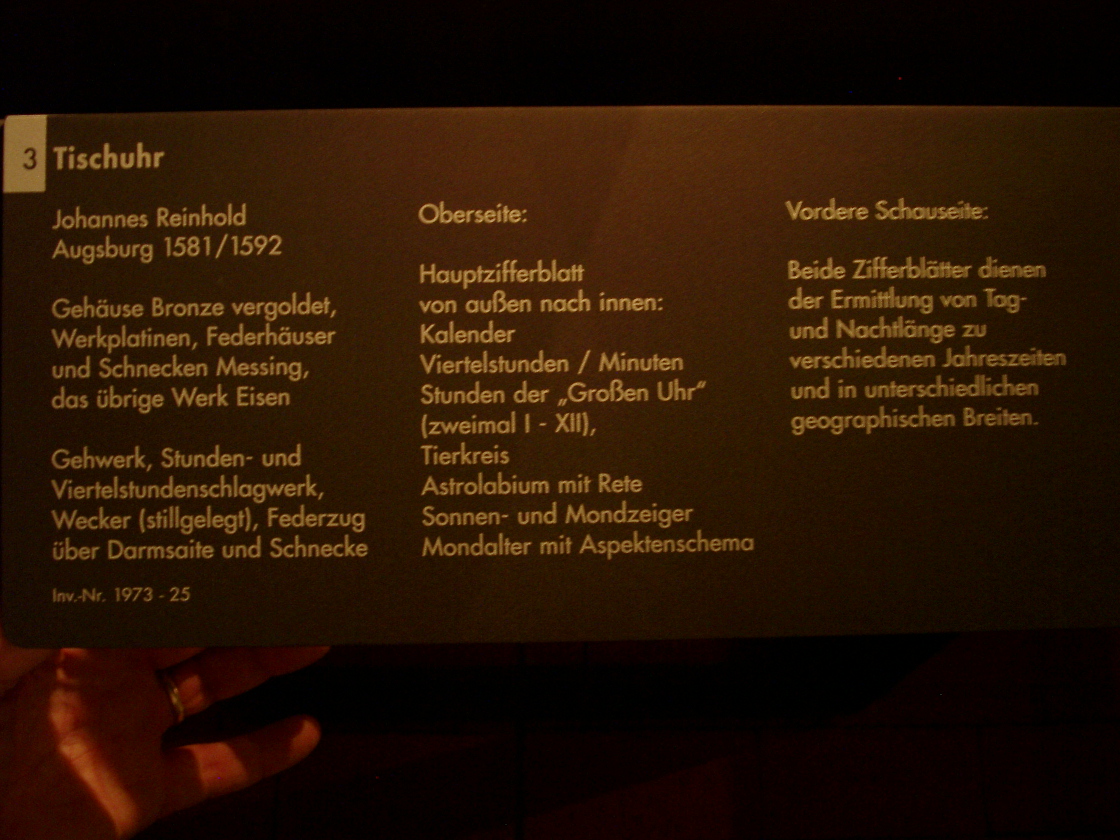 3 Tischuhr
Johannes Reinhold
Augsburg 1581/1592
Gehäuse Bronze vergoldet,
Werkplatinen, Federhäuser
und Schnecken Messing,
das übrige Werk Eisen
Gehwerk, Stunden- und
Viertelstundenschlagwerk,
Wecker (stillgelegt), Federzug
über Darmsaite und Schnecke
Inv.-Nr. 1973 - 25
Oberseite:
Hauptzifferblatt
von außen nach innen:
Kalender
Viertelstunden / Minuten
Stunden der „Großen Uhr“
(zweimal I - XII),
Tierkreis
Astrolabium mit Rete
Sonnen- und Mondzeiger
Mondalter mit Aspektenschema
Vordere Schauseite:
Beide Zifferblätter dienen
der Ermittlung von Tag-
und Nachtlänge zu
verschiedenen Jahreszeiten
und in unterschiedlichen
geographischen Breiten.